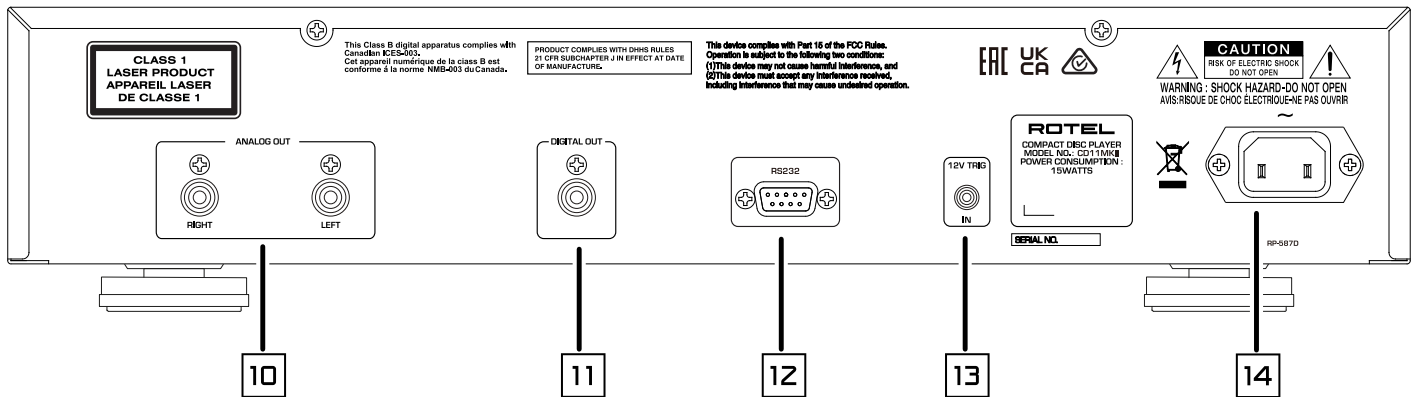 CLASS 1
LASER PRODUCT
APPAREIL LASER
DE CLASSE 1
This Class B digital apparatus complies with
Canadian ICES-003.
Cet appareil numérique de la class B est
conforme á la norme NMB-003 du Canada.
PRODUCT COMPLIES WITH DHHS RULES
21 CFR SUBCHAPTER J IN EFFECT AT DATE
OF MANUFACTURE.
This device complies with Part 15 of the FCC Rules.
Operation is subject to the following two conditions:
(1)This device may not cause harmful interference, and
(2)This device must accept any interference received,
including interference that may cause undesired operation.
EAC
UK
CA
CAUTION
RISK OF ELECTRIC SHOCK
DO NOT OPEN
WARNING : SHOCK HAZARD-DO NOT OPEN
AVIS:RISQUE DE CHOC ÉLECTRIQUE-NE PAS OUVRIR
~
ANALOG OUT
RIGHT
LEFT
DIGITAL OUT
RS232
12V TRIG
IN
ROTEL
COMPACT DISC PLAYER
MODEL NO.: CD11MKII
POWER CONSUMPTION :
15WATTS
SERIAL NO.
RP-587D
10
11
12
13
14